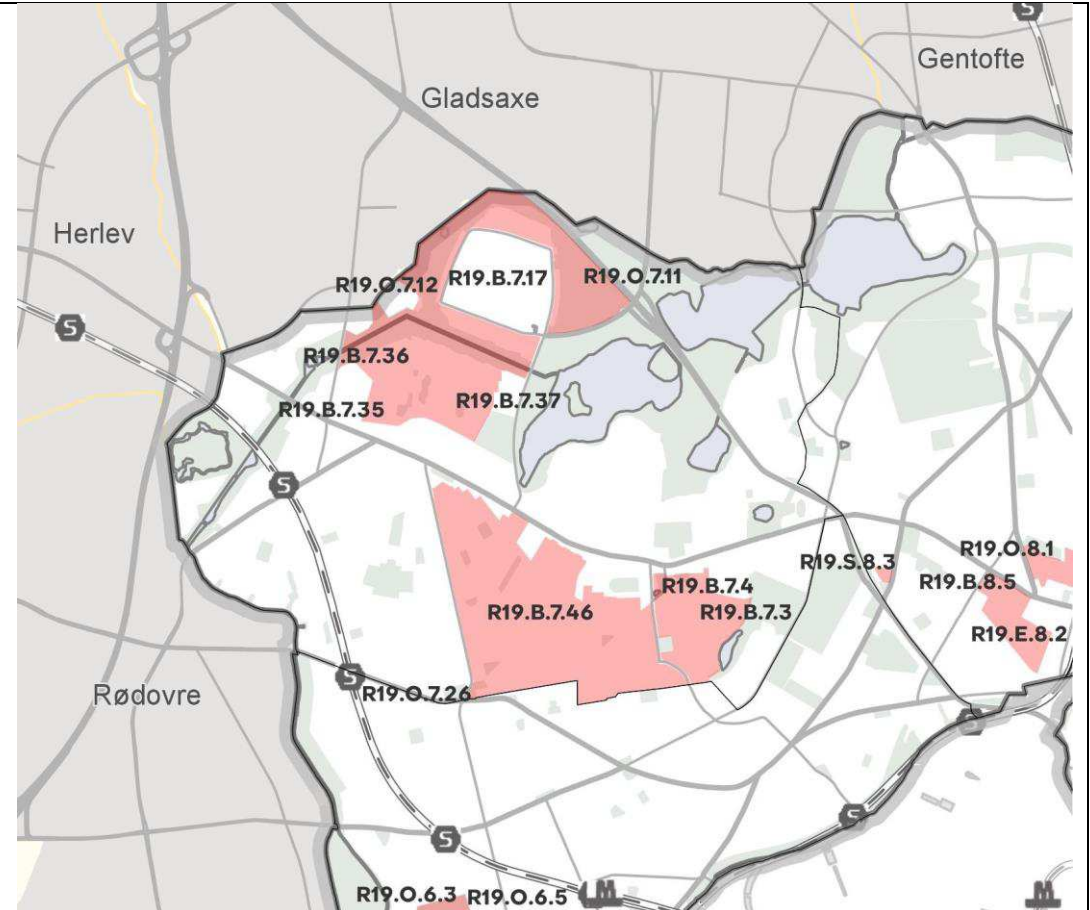 S
Gentofte
Gladsaxe
Herlev
R19.O.7.12
R19.B.7.17
R19.O.7.11
S
R19.B.7.36
R19.B.7.35
R19.B.7.37
S
R19.O.8.1
R19.S.8.3
R19.B.8.5
R19.B.7.4
R19.B.7.46
R19.B.7.3
R19.E.8.2
S
Rødovre
R19.O.7.26
S
S
S
R19.O.6.3
R19.O.6.5
M
M